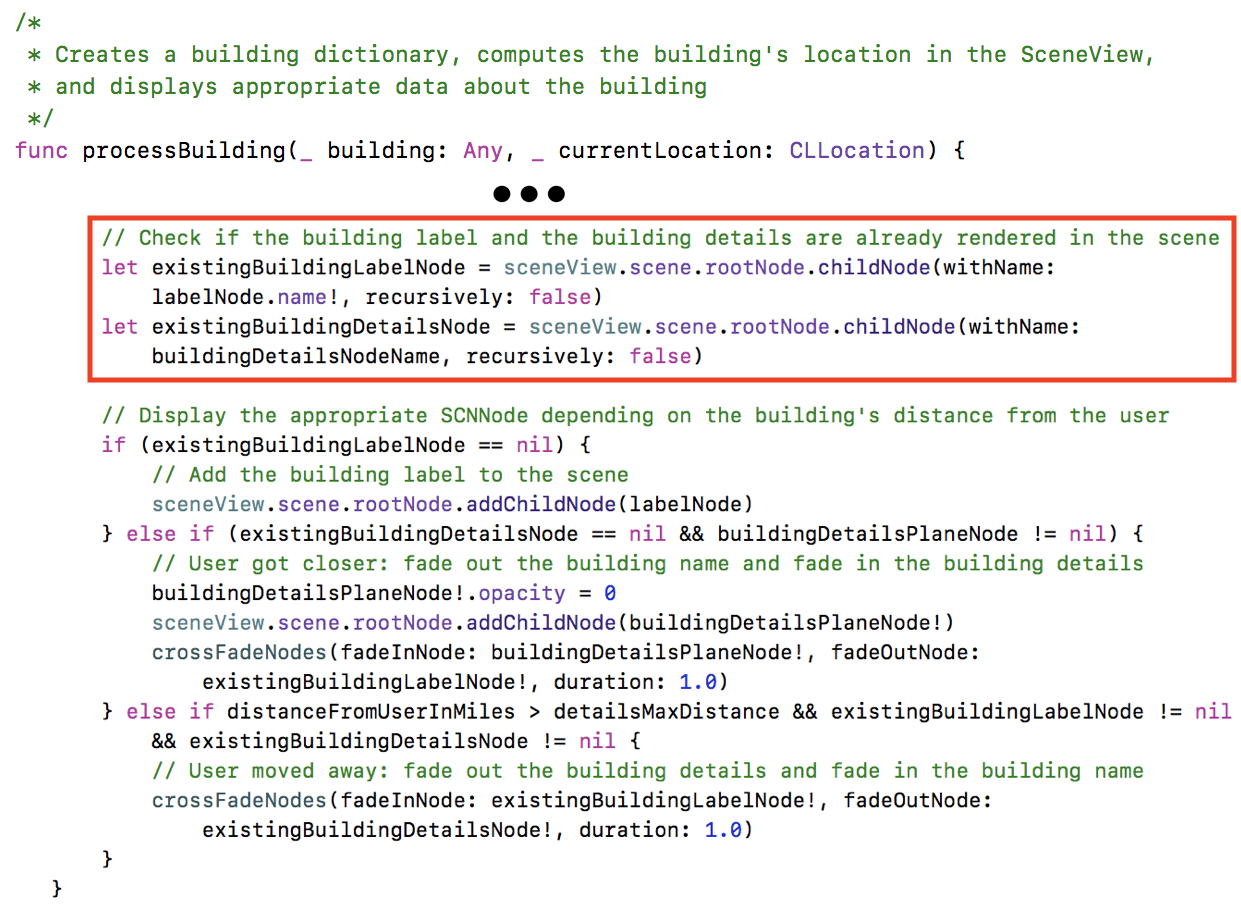 /*
 * Creates a building dictionary, computes the building's location in the SceneView,
 * and displays appropriate data about the building
 */
func processBuilding(_ building: Any, _ currentLocation: CLLocation) {
●●●
// Check if the building label and the building details are already rendered in the scene
let existingBuildingLabelNode = sceneView.scene.rootNode.childNode(withName:
labelNode.name!, recursively: false)
let existingBuildingDetailsNode = sceneView.scene.rootNode.childNode(withName:
buildingDetailsNodeName, recursively: false)
// Display the appropriate SCNNode depending on the building's distance from the user
if (existingBuildingLabelNode == nil) {
// Add the building label to the scene
sceneView.scene.rootNode.addChildNode(labelNode)
} else if (existingBuildingDetailsNode == nil && buildingDetailsPlaneNode != nil) {
// User got closer: fade out the building name and fade in the building details
buildingDetailsPlaneNode!.opacity = 0
sceneView.scene.rootNode.addChildNode(buildingDetailsPlaneNode!)
crossFadeNodes(fadeInNode: buildingDetailsPlaneNode!, fadeOutNode:
existingBuildingLabelNode!, duration: 1.0)
} else if distanceFromUserInMiles > detailsMaxDistance && existingBuildingLabelNode != nil
&& existingBuildingDetailsNode != nil {
// User moved away: fade out the building details and fade in the building name
crossFadeNodes(fadeInNode: existingBuildingLabelNode!, fadeOutNode:
existingBuildingDetailsNode!, duration: 1.0)
}
}